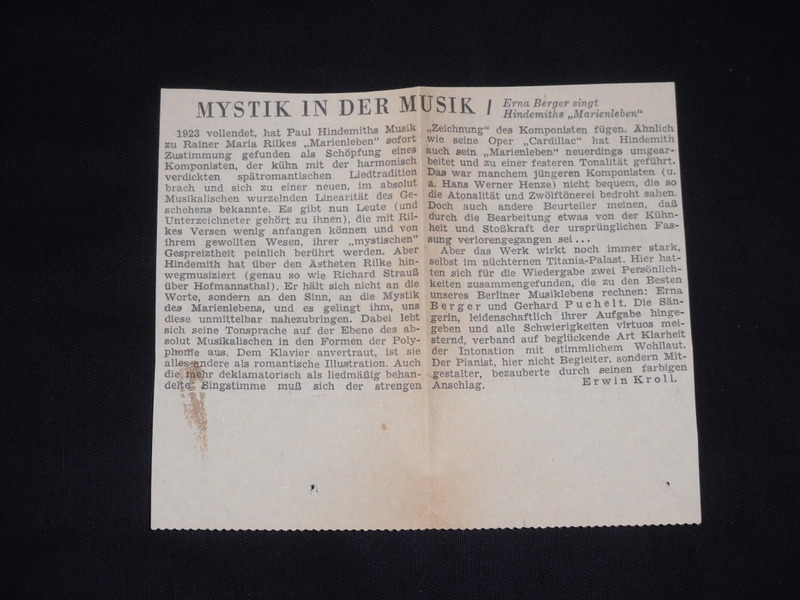 MYSTIK IN DER MUSIK / Erna Berger singt
Hindemiths „Marienleben“
1923 vollendet, hat Paul Hindemiths Musik
zu Rainer Maria Rilkes „Marienleben“ sofort
Zustimmung gefunden als Schöpfung eines
Komponisten, der kühn mit der harmonisch
verdickten spätromantischen Liedtradition
brach und sich zu einer neuen, im absolut
Musikalischen wurzelnden Linearität des Ge-
schehens bekannte. Es gibt nun Leute (und
Unterzeichneter gehört zu ihnen), die mit Ril-
kes Versen wenig anfangen können und von
ihrem gewollten Wesen, ihrer „mystischen“
Gespreiztheit peinlich berührt werden. Aber
Hindemith hat über den Ästheten Rilke hin-
wegmusiziert (genau so wie Richard Strauß
über Hofmannsthal). Er hält sich nicht an die
Worte, sondern an den Sinn, an die Mystik
des Marienlebens, und es gelingt ihm, uns
diese unmittelbar nahezubringen. Dabei lebt
sich seine Tonsprache auf der Ebene des ab-
solut Musikalischen in den Formen der Poly-
phonie aus. Dem Klavier anvertraut, ist sie
alles andere als romantische Illustration. Auch
die mehr deklamatorisch als liedmäßig behan-
delte Singstimme muß sich der strengen
„Zeichnung“ des Komponisten fügen. Ähnlich
wie seine Oper „Cardillac“ hat Hindemith
auch sein „Marienleben“ neuerdings umgear-
beitet und zu einer festeren Tonalität geführt.
Das war manchem jüngeren Komponisten (u.
a. Hans Werner Henze) nicht bequem, die so
die Atonalität und Zwölftönerei bedroht sahen.
Doch auch andere Beurteiler meinen, daß
durch die Bearbeitung etwas von der Kühn-
heit und Stoßkraft der ursprünglichen Fas-
sung verlorengegangen sei ...
Aber das Werk wirkt noch immer stark,
selbst im nüchternen Titania-Palast. Hier hat-
ten sich für die Wiedergabe zwei Persönlich-
keiten zusammengefunden, die zu den Besten
unseres Berliner Musiklebens rechnen: Erna
Berger und Gerhard Puchelt. Die Sän-
gerin, leidenschaftlich ihrer Aufgabe hinge-
geben und alle Schwierigkeiten virtuos mei-
sternd, verband auf beglückende Art Klarheit
der Intonation mit stimmlichem Wohllaut.
Der Pianist, hier nicht Begleiter, sondern Mit-
gestalter, bezauberte durch seinen farbigen
Anschlag. Erwin Kroll.